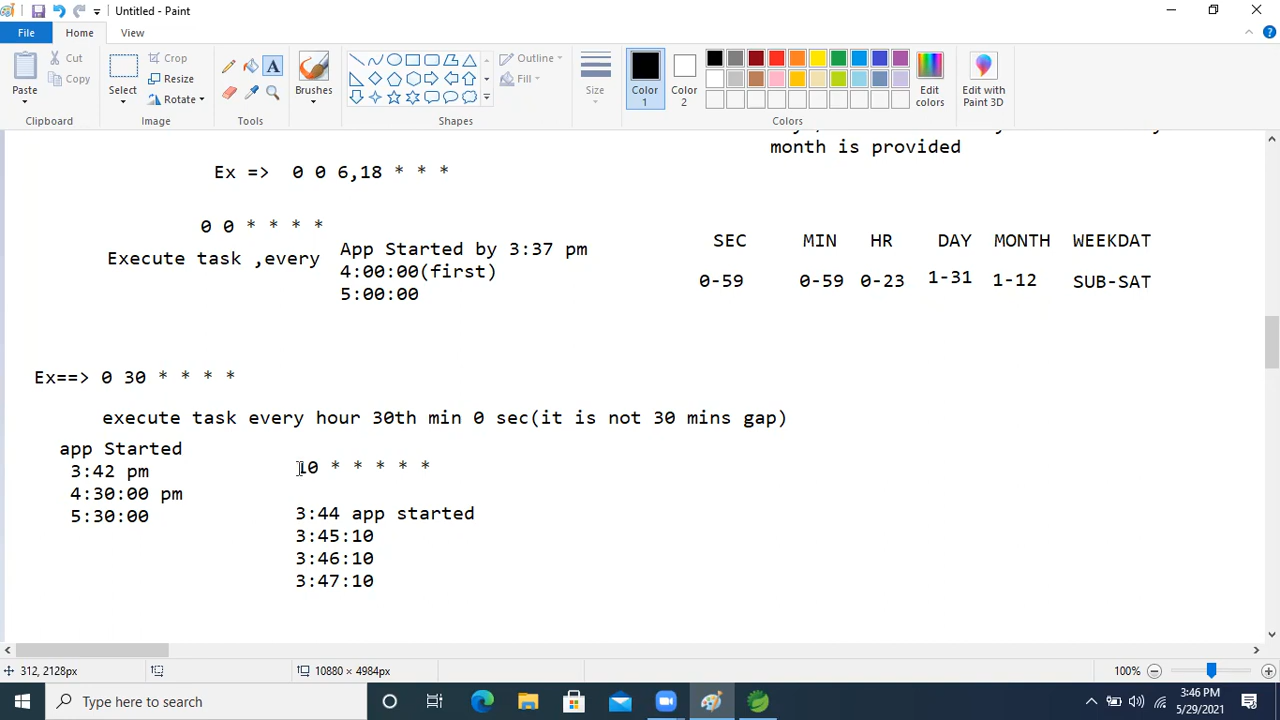 Untitled - Paint
File
Home
View
Paste
Cut
Copy
Clipboard
Select
Crop
Resize
Rotate
Image
A
Tools
Brushes
Outline
Fill
Shapes
Size
Color 1
Color 2
Edit colors
Colors
Edit with Paint 3D
month is provided
Ex => 0 0 6,18 * * *
0 0 * * * *
Execute task ,every
App Started by 3:37 pm
4:00:00(first)
5:00:00
SEC MIN HR DAY MONTH WEEKDAT
0-59 0-59 0-23 1-31 1-12 SUB-SAT
Ex==> 0 30 * * * *
execute task every hour 30th min 0 sec(it is not 30 mins gap)
app Started
3:42 pm
4:30:00 pm
5:30:00
10 * * * * *
3:44 app started
3:45:10
3:46:10
3:47:10
312, 2128px
10880 × 4984px
100%
Type here to search
3:46 PM
5/29/2021